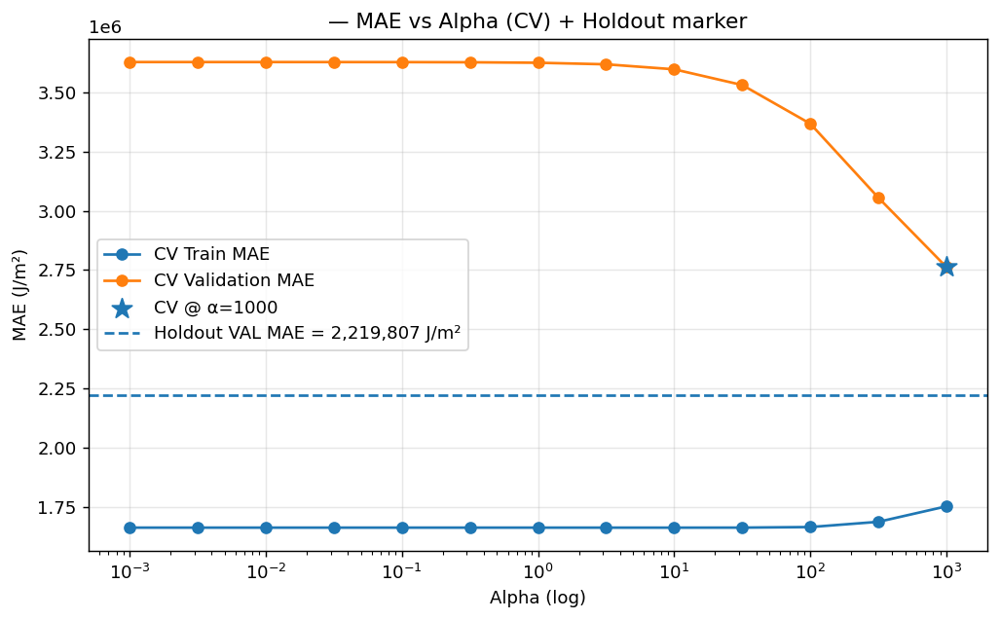 — MAE vs Alpha (CV) + Holdout marker
1e6
3.50
3.25
3.00
2.75
2.50
2.25
2.00
1.75
MAE (J/m²)
CV Train MAE
CV Validation MAE
CV @ α=1000
Holdout VAL MAE = 2,219,807 J/m²
10⁻³ 10⁻² 10⁻¹ 10⁰ 10¹ 10² 10³
Alpha (log)